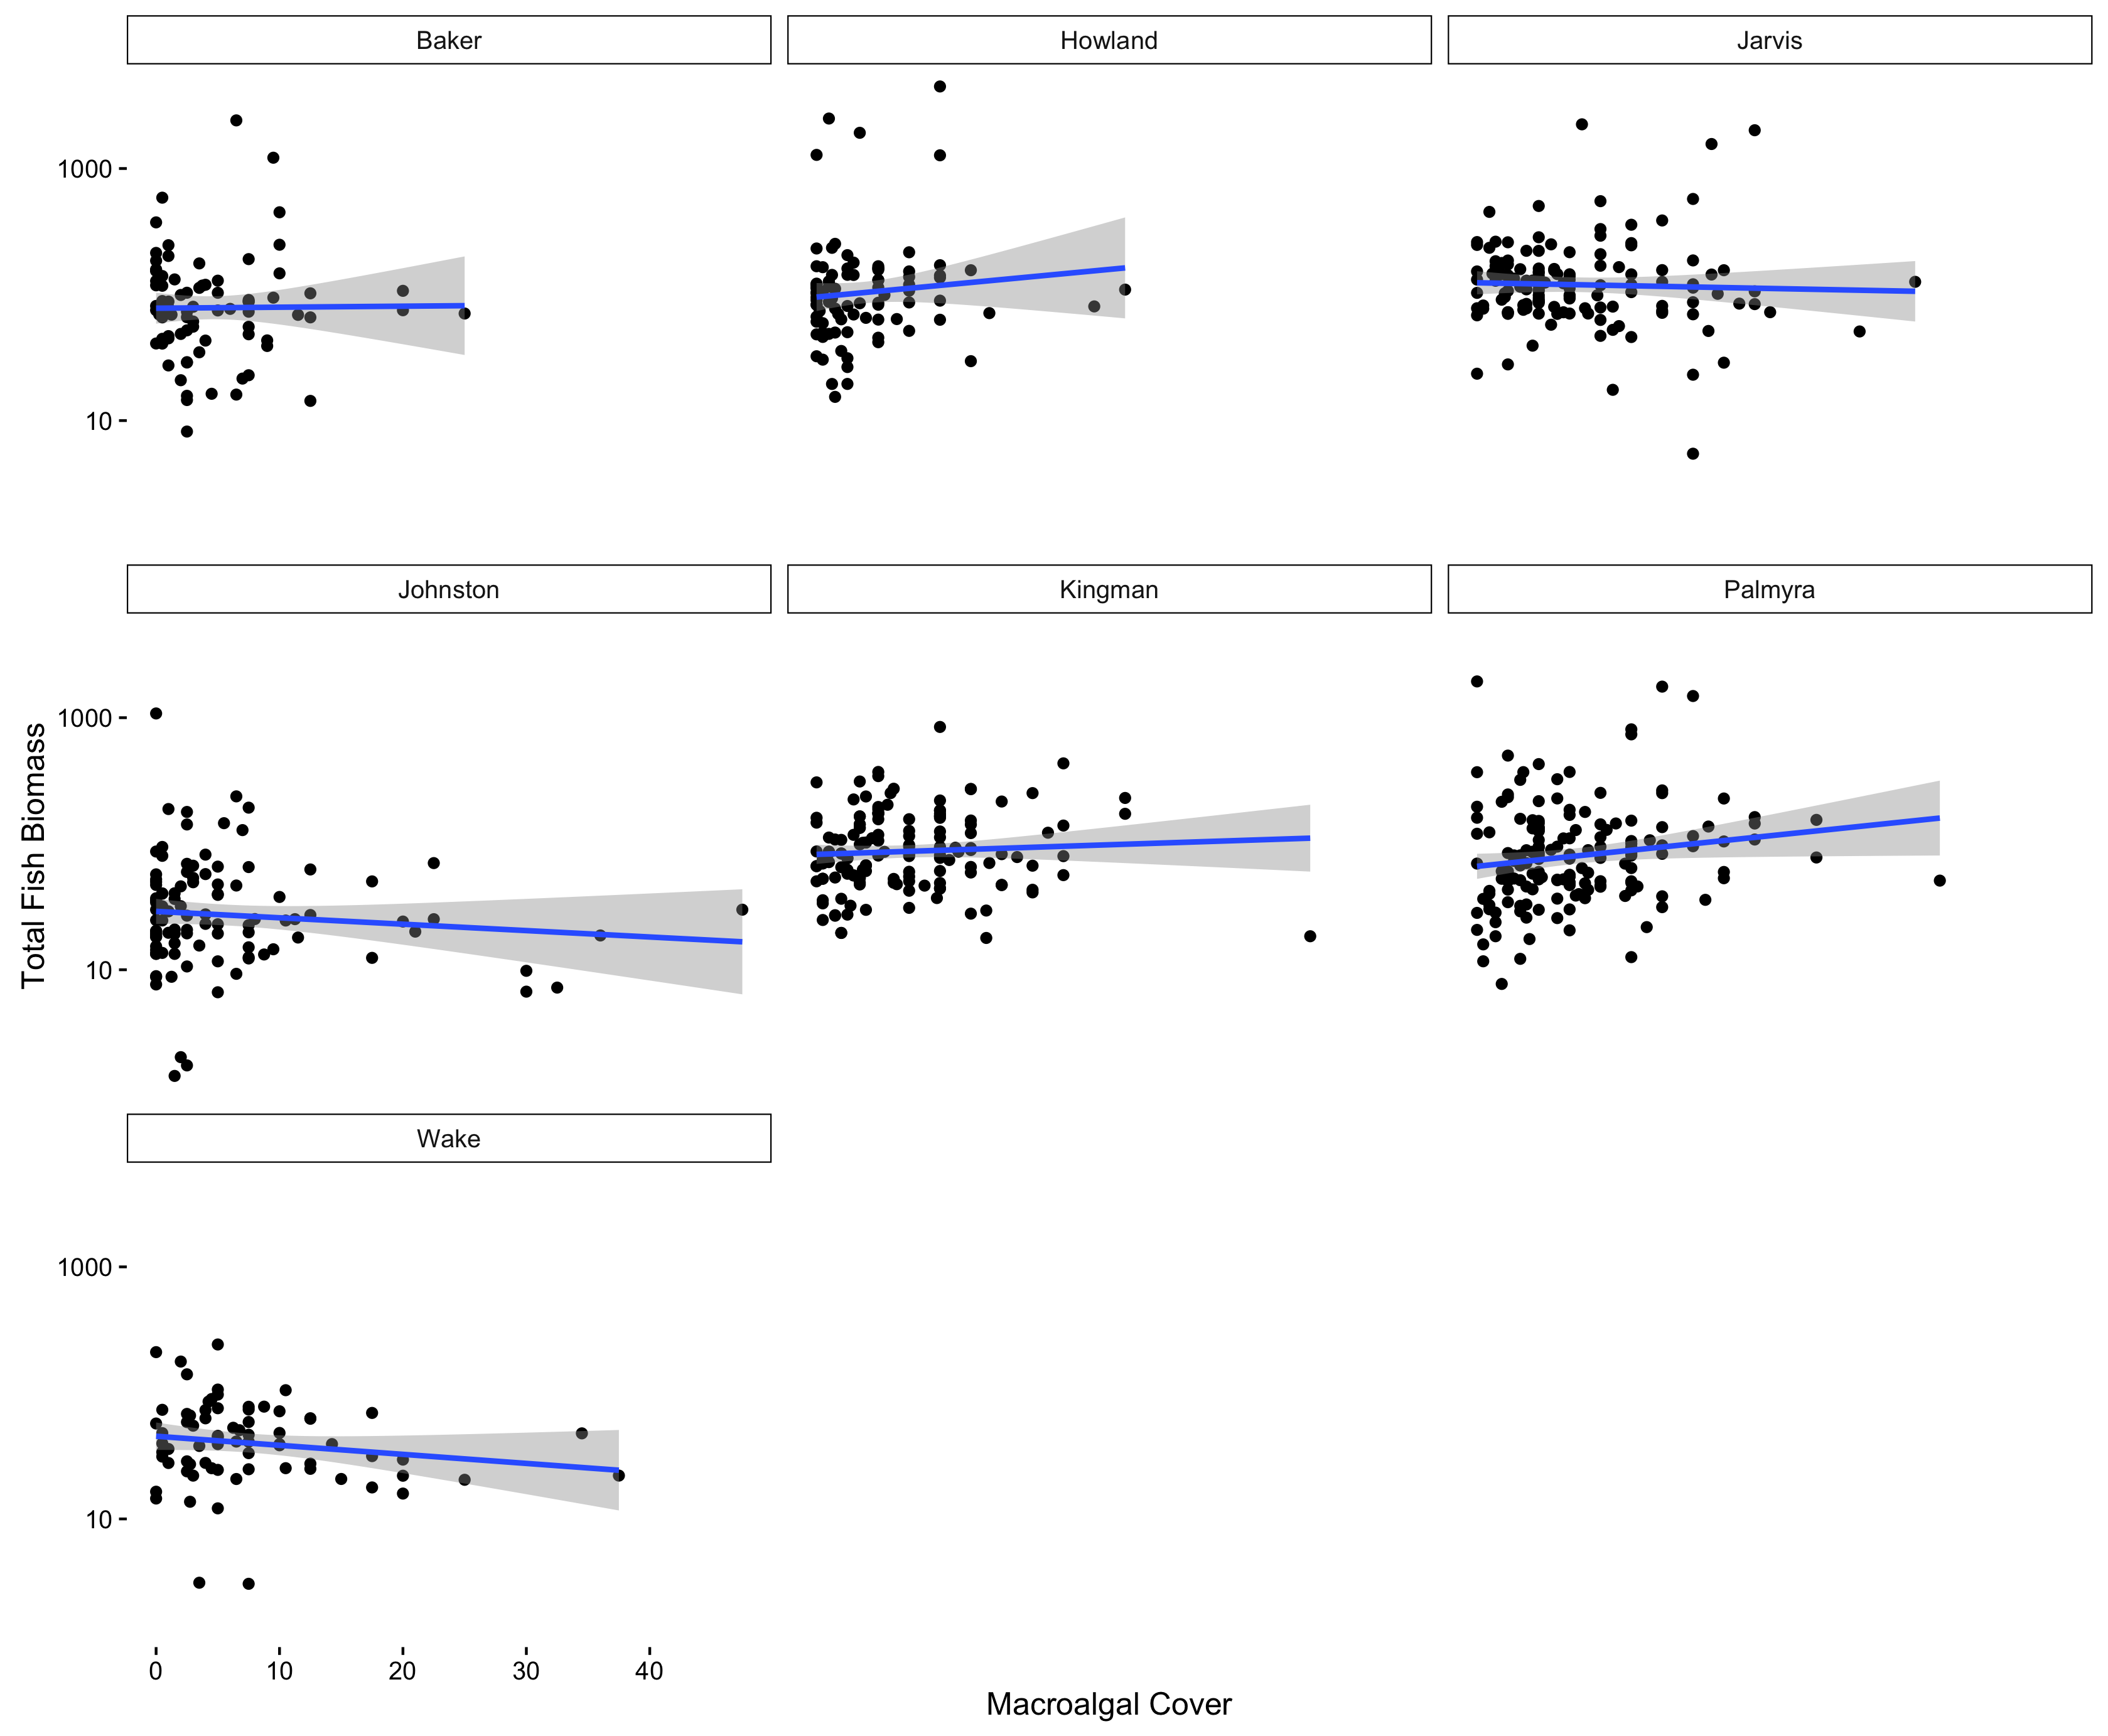 Baker
Howland
Jarvis
1000
10
Johnston
Kingman
Palmyra
Total Fish Biomass
1000
10
Wake
1000
10
0 10 20 30 40
Macroalgal Cover